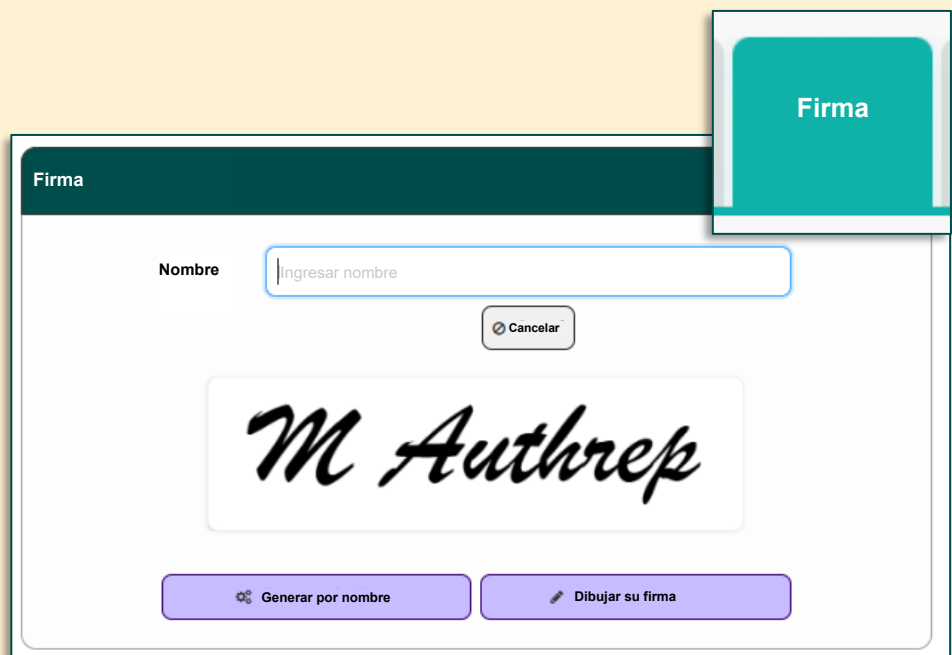 Firma
Firma
Nombre
Ingresar nombre
Cancelar
M Authrep
Generar por nombre
Dibujar su firma